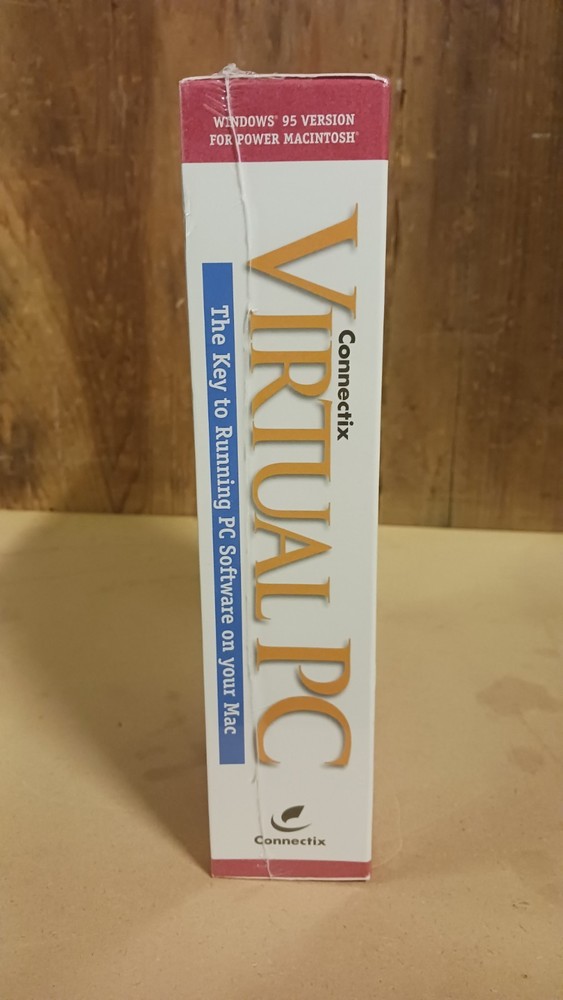 WINDOWS® 95 VERSION
FOR POWER MACINTOSH®
Connectix
VIRTUAL PC
The Key to Running PC Software on your Mac
Connectix